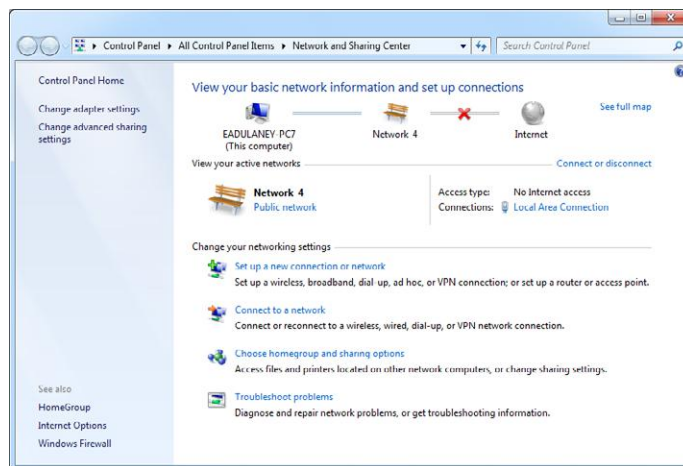 Control Panel ▸ All Control Panel Items ▸ Network and Sharing Center
Search Control Panel
Control Panel Home
Change adapter settings
Change advanced sharing
settings
See also
HomeGroup
Internet Options
Windows Firewall
View your basic network information and set up connections
See full map
EADULANEY-PC7
(This computer)
Network 4
Internet
View your active networks
Connect or disconnect
Network 4
Public network
Access type: No Internet access
Connections: Local Area Connection
Change your networking settings
Set up a new connection or network
Set up a wireless, broadband, dial-up, ad hoc, or VPN connection; or set up a router or access point.
Connect to a network
Connect or reconnect to a wireless, wired, dial-up, or VPN network connection.
Choose homegroup and sharing options
Access files and printers located on other network computers, or change sharing settings.
Troubleshoot problems
Diagnose and repair network problems, or get troubleshooting information.